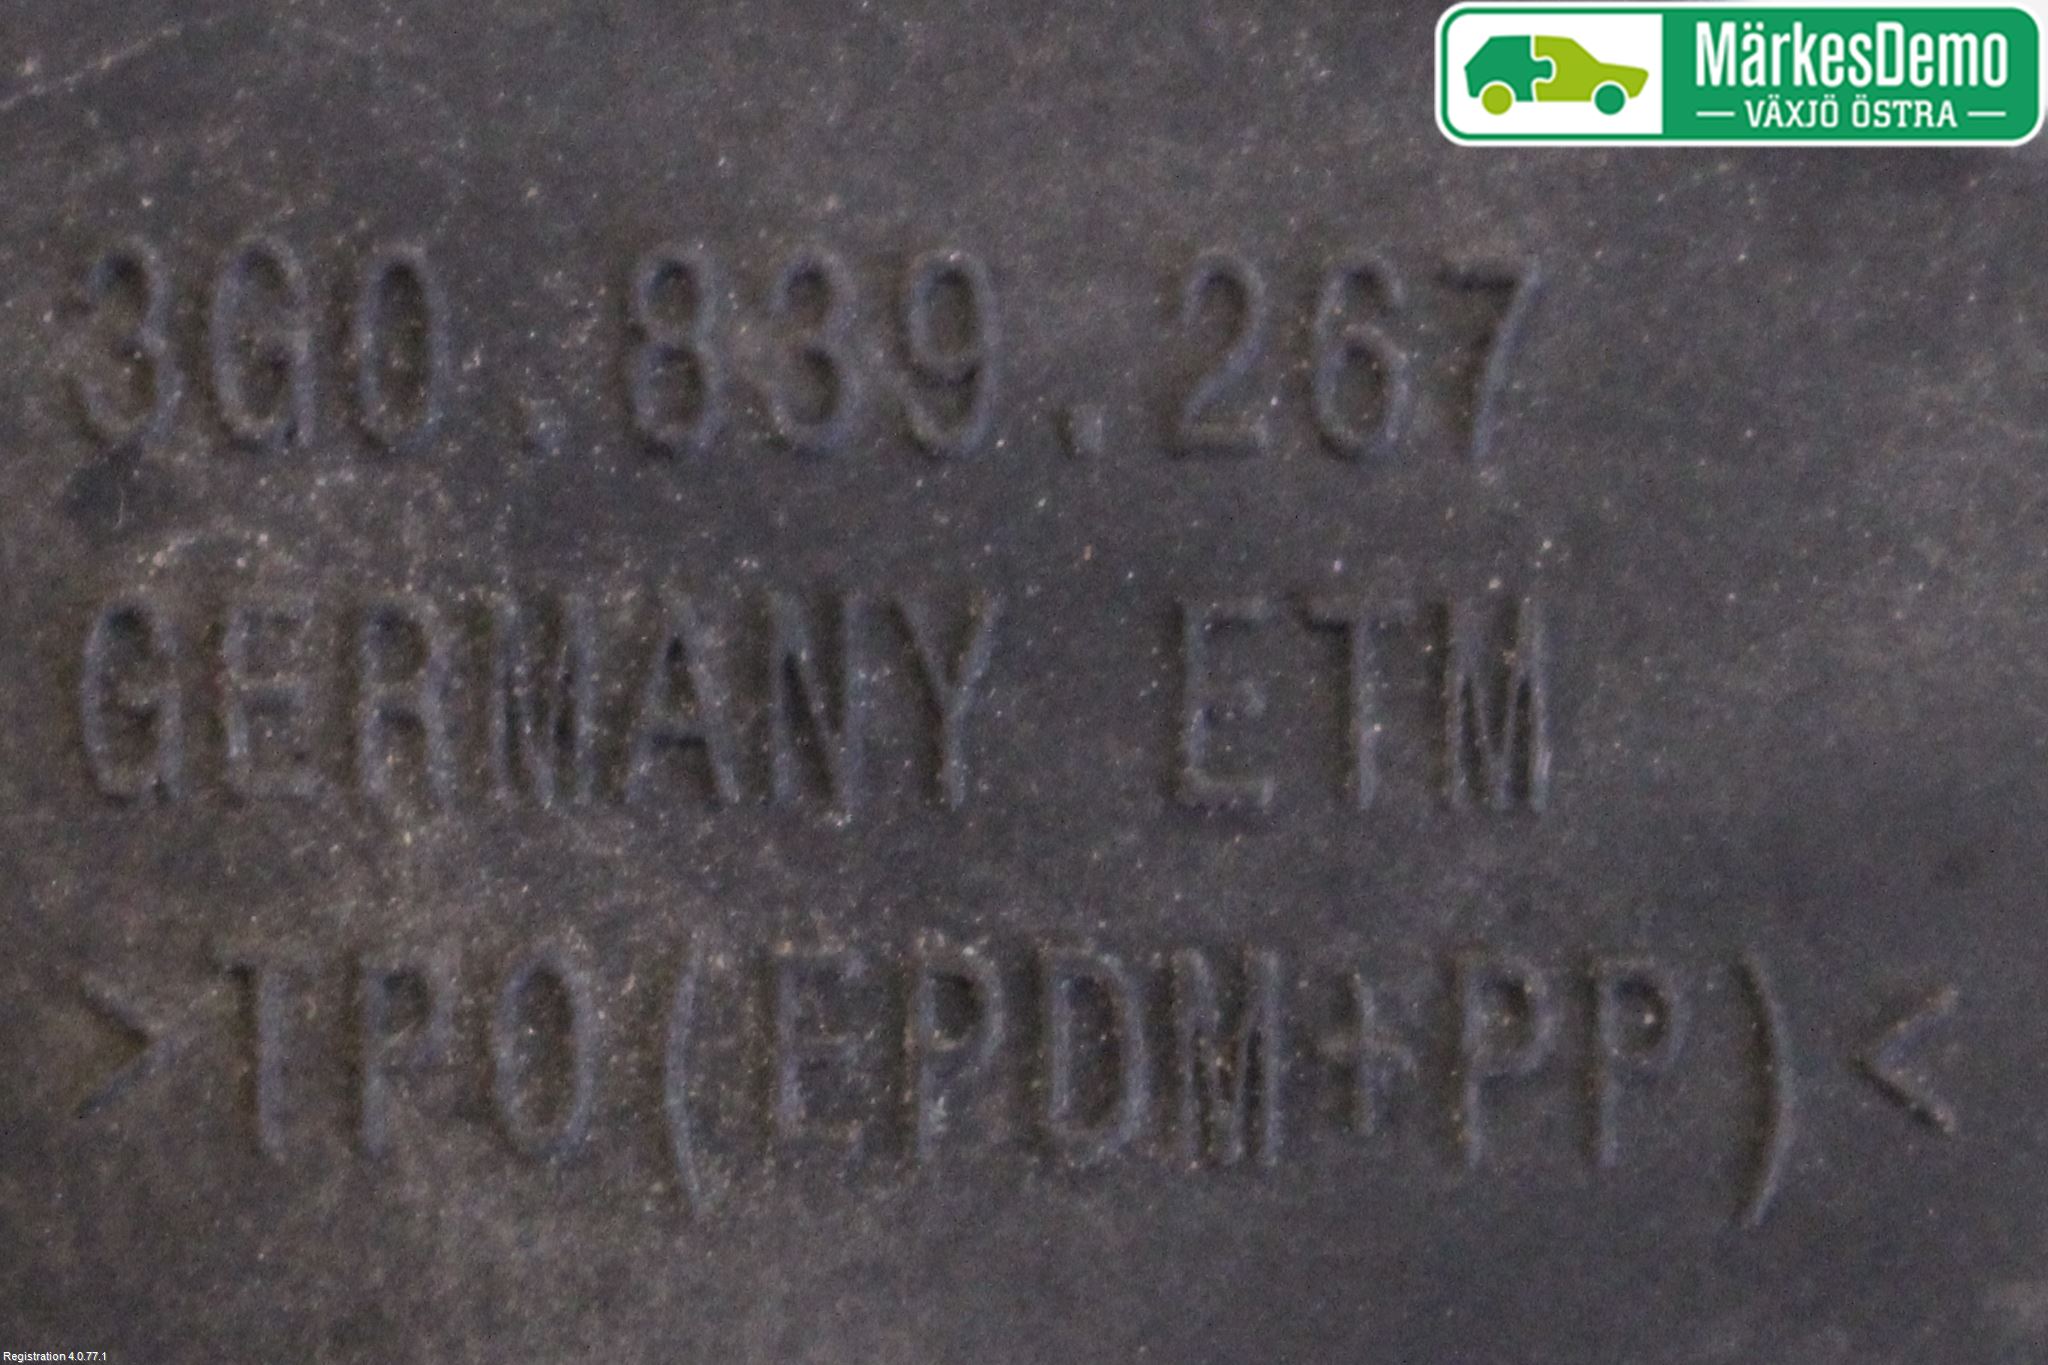 MärkesDemo
VÄXJÖ ÖSTRA
3G0.839.267
GERMANY ETM
>TPO(EPDM+PP)<
Registration 4.0.77.1